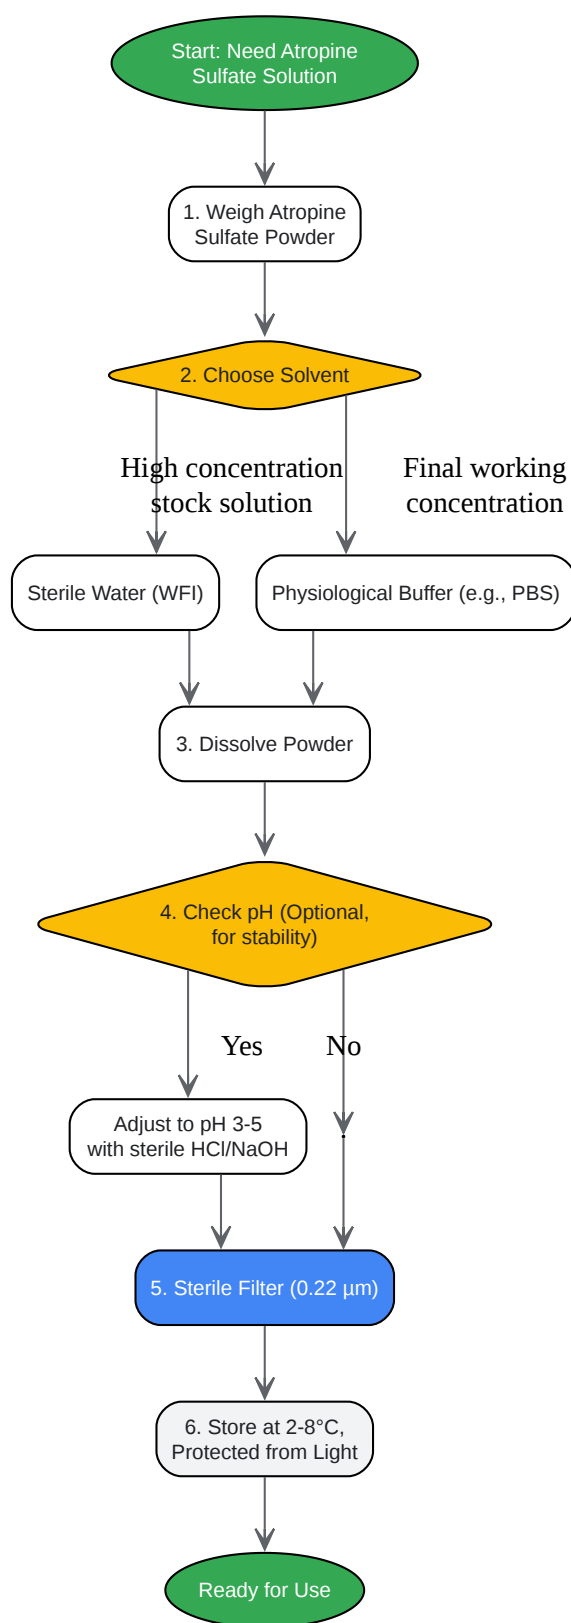 Start: Need Atropine
Sulfate Solution
1. Weigh Atropine
Sulfate Powder
2. Choose Solvent
High concentration
stock solution
Final working
concentration
Sterile Water (WFI)
Physiological Buffer (e.g., PBS)
3. Dissolve Powder
4. Check pH (Optional,
for stability)
Yes
No
Adjust to pH 3-5
with sterile HCl/NaOH
5. Sterile Filter (0.22 µm)
6. Store at 2-8°C,
Protected from Light
Ready for Use